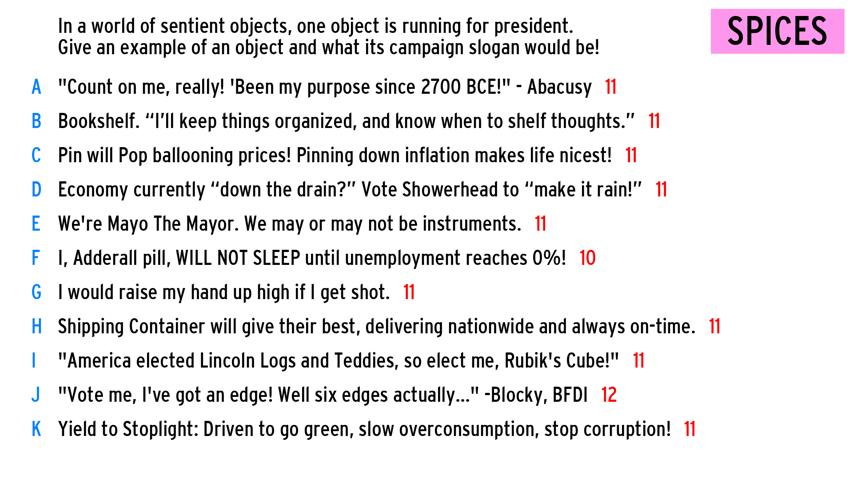 In a world of sentient objects, one object is running for president.
Give an example of an object and what its campaign slogan would be!
SPICES
A "Count on me, really! 'Been my purpose since 2700 BCE!" - Abacusy 11
B Bookshelf. “I’ll keep things organized, and know when to shelf thoughts.” 11
C Pin will Pop ballooning prices! Pinning down inflation makes life nicest! 11
D Economy currently “down the drain?” Vote Showerhead to “make it rain!” 11
E We're Mayo The Mayor. We may or may not be instruments. 11
F I, Adderall pill, WILL NOT SLEEP until unemployment reaches 0%! 10
G I would raise my hand up high if I get shot. 11
H Shipping Container will give their best, delivering nationwide and always on-time. 11
I "America elected Lincoln Logs and Teddies, so elect me, Rubik's Cube!" 11
J "Vote me, I've got an edge! Well six edges actually..." -Blocky, BFDI 12
K Yield to Stoplight: Driven to go green, slow overconsumption, stop corruption! 11